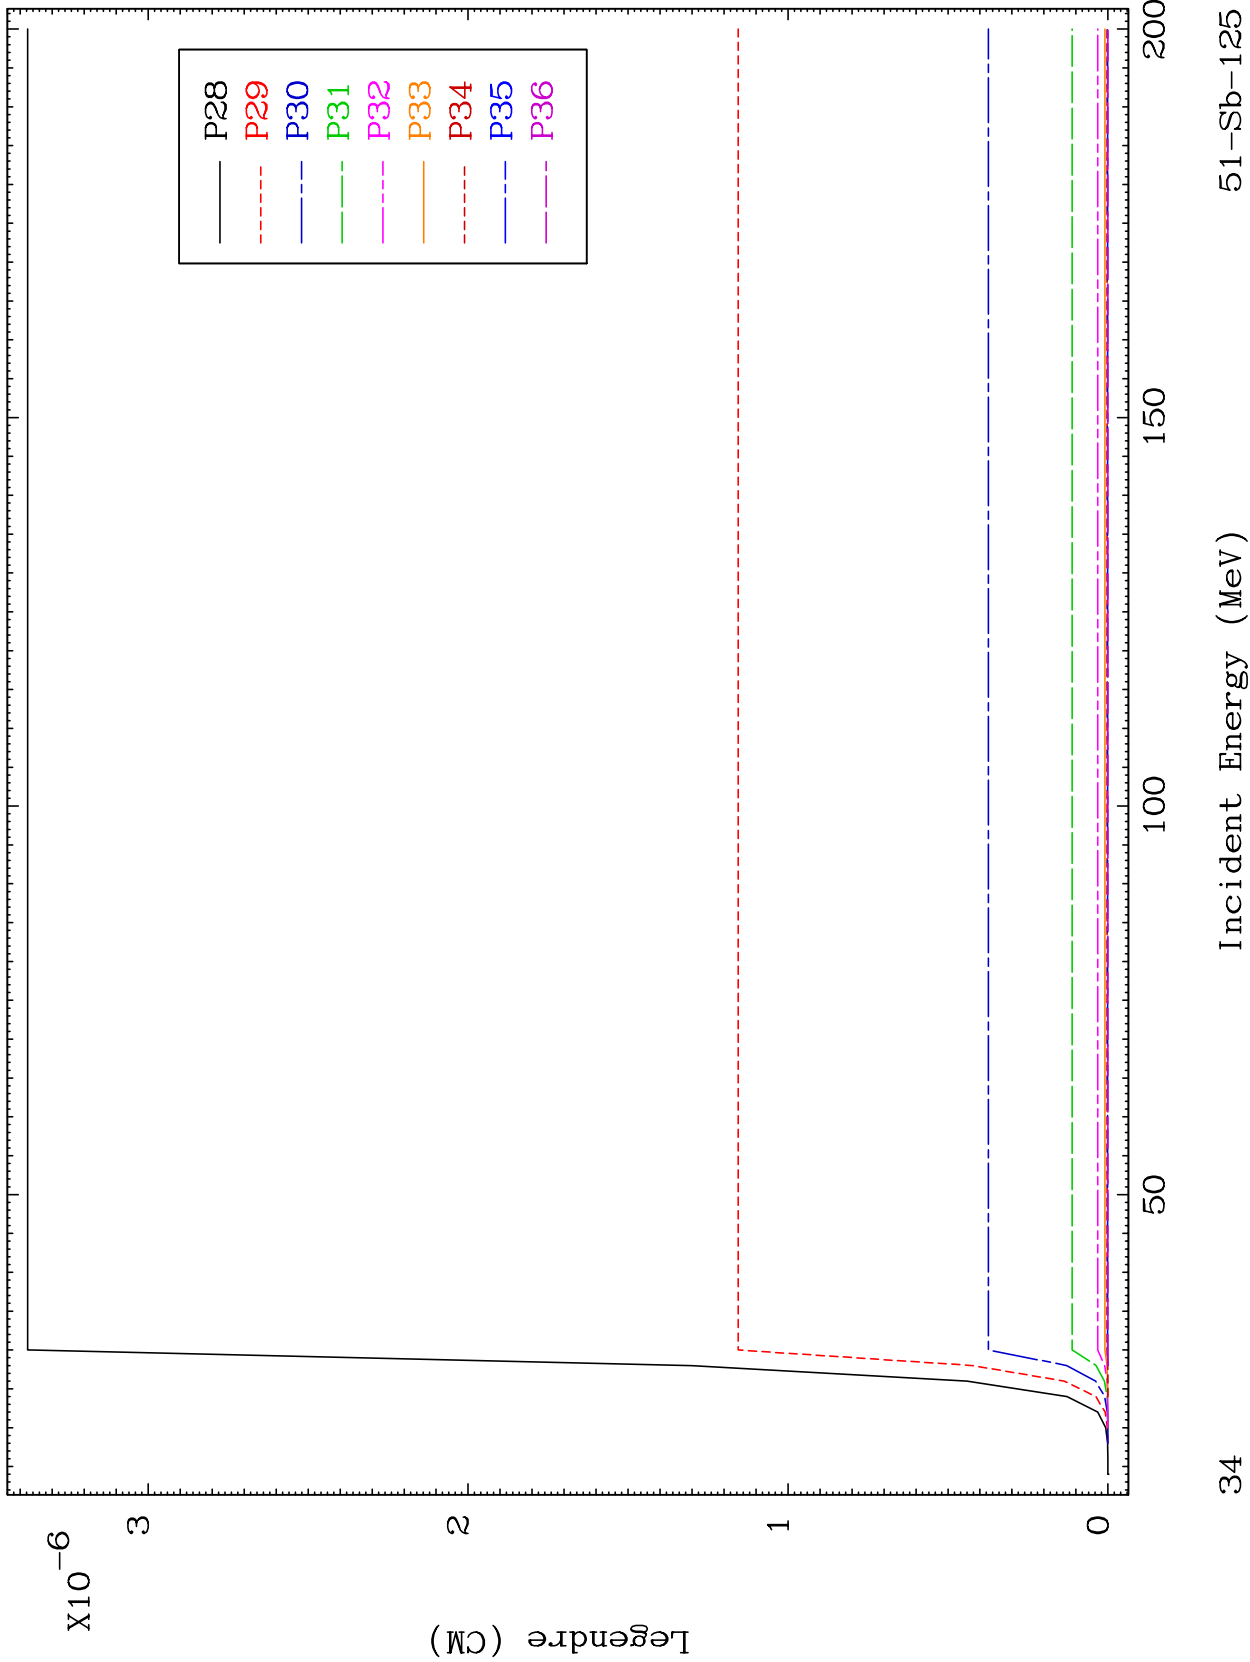 X10-6
3
2
1
0
Legendre (CM)
P28
P29
P30
P31
P32
P33
P34
P35
P36
50
100
150
200
34
Incident Energy (MeV)
51-Sb-125